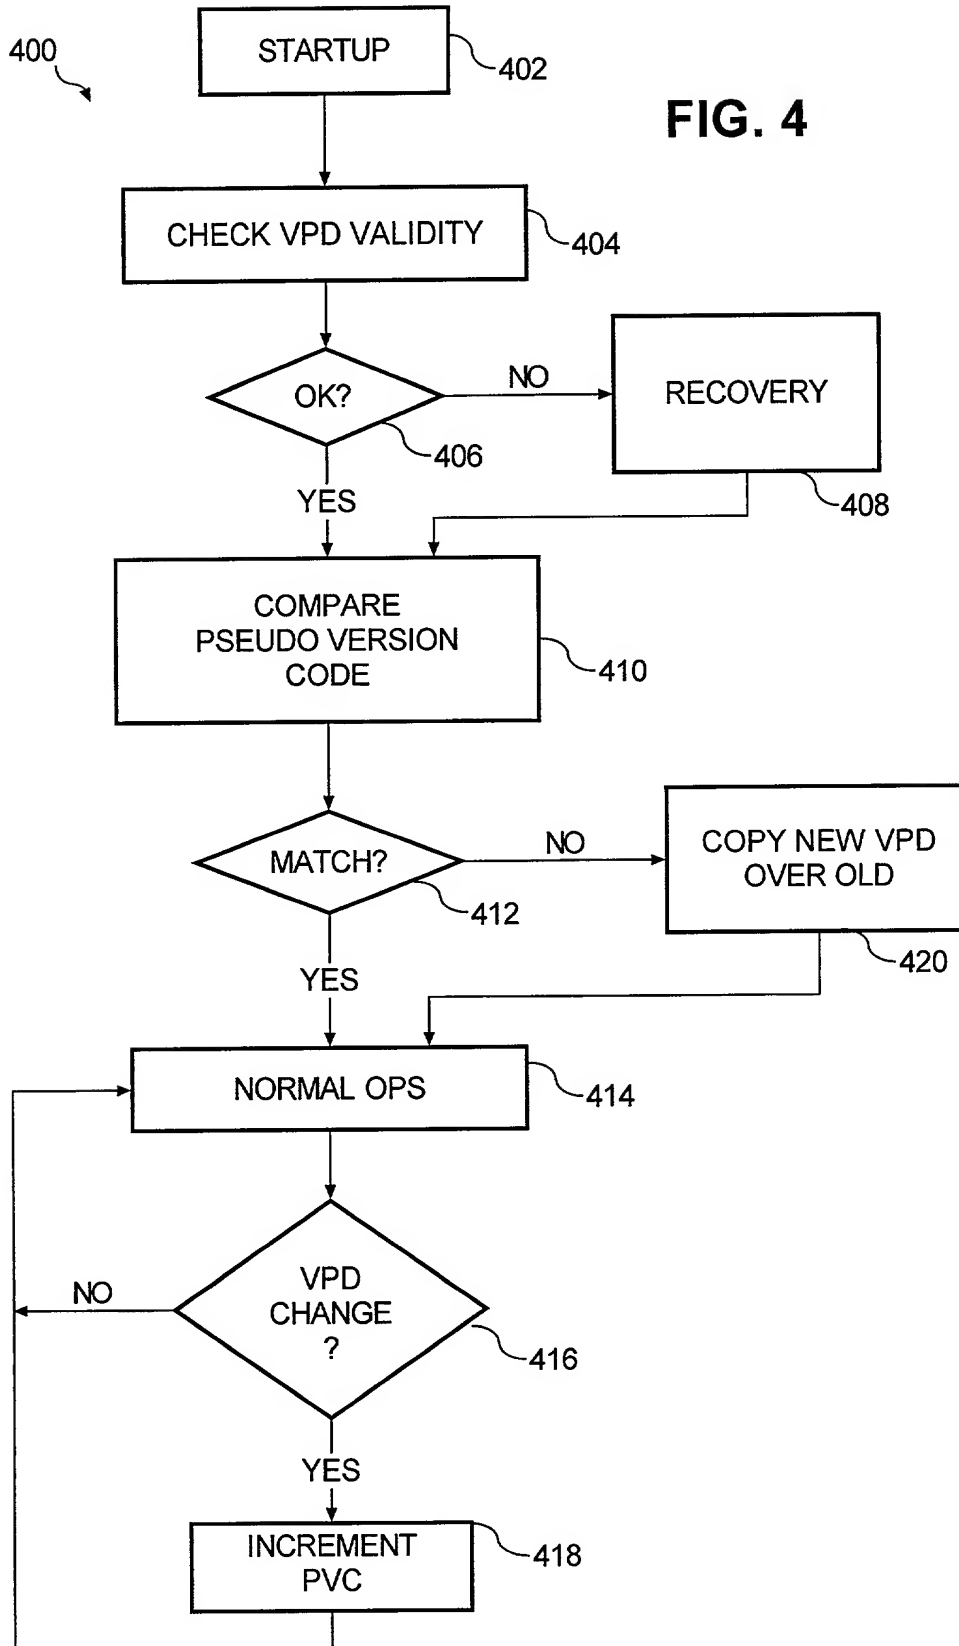 400
STARTUP
402
FIG. 4
CHECK VPD VALIDITY
404
OK?
NO
406
RECOVERY
408
YES
COMPARE
PSEUDO VERSION
CODE
410
MATCH?
NO
412
COPY NEW VPD
OVER OLD
420
YES
NORMAL OPS
414
NO
VPD
CHANGE
?
416
YES
INCREMENT
PVC
418